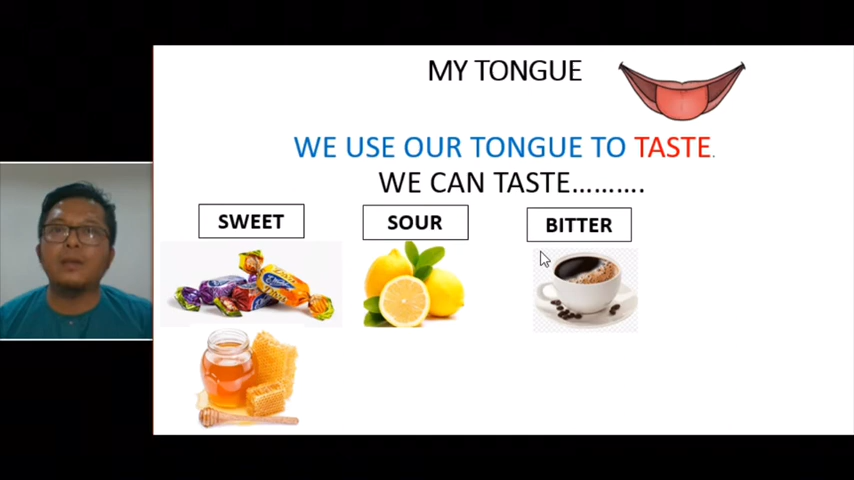 MY TONGUE
WE USE OUR TONGUE TO TASTE.
WE CAN TASTE..........
SWEET
SOUR
BITTER